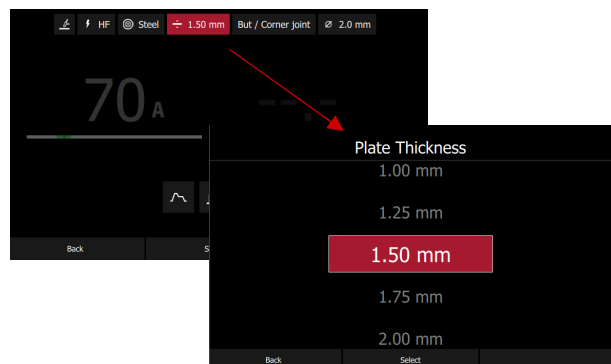 HF Steel 1.50 mm But / Corner joint ⌀ 2.0 mm
70 A
Back S
Plate Thickness
1.00 mm
1.25 mm
1.50 mm
1.75 mm
2.00 mm
Back Select